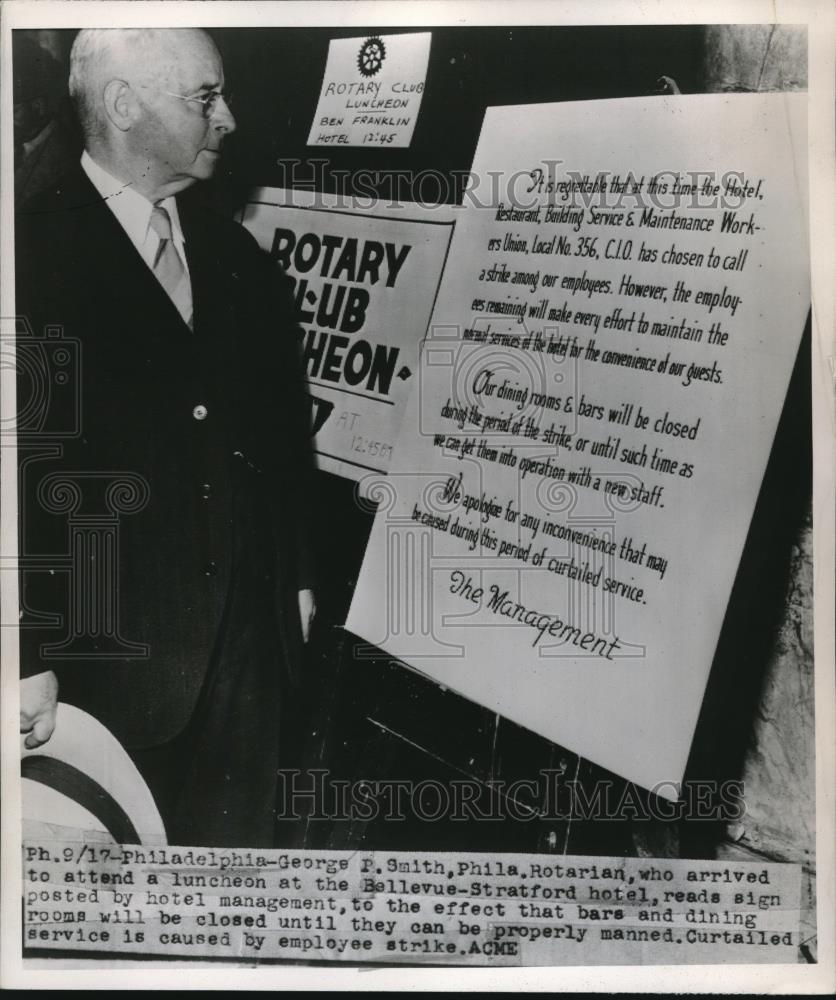 ROTARY CLUB
LUNCHEON
BEN FRANKLIN
HOTEL 12:45
ROTARY
CLUB
LUNCHEON-
AT
12:45
It is regrettable that at this time the Hotel,
Restaurant, Building Service & Maintenance Work-
ers Union, Local No. 356, C.I.O. has chosen to call
a strike among our employees. However, the employ-
ees remaining will make every effort to maintain the
normal services of the hotel for the convenience of our guests.
Our dining rooms & bars will be closed
during the period of the strike, or until such time as
we can get them into operation with a new staff.
We apologize for any inconvenience that may
be caused during this period of curtailed service.
The Management
HISTORIC IMAGES
HISTORIC IMAGES
Ph.9/17-Philadelphia-George P.Smith,Phila.Rotarian,who arrived
to attend a luncheon at the Bellevue-Stratford hotel,reads sign
posted by hotel management,to the effect that bars and dining
rooms will be closed until they can be properly manned.Curtailed
service is caused by employee strike.ACME